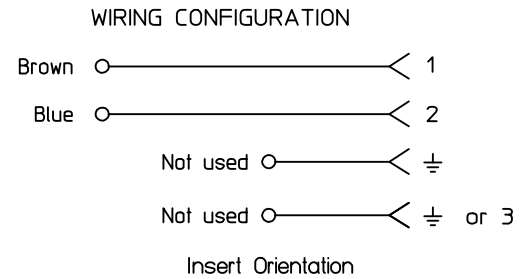 WIRING CONFIGURATION
Brown 1
Blue 2
Not used ⏚
Not used ⏚ or 3
Insert Orientation